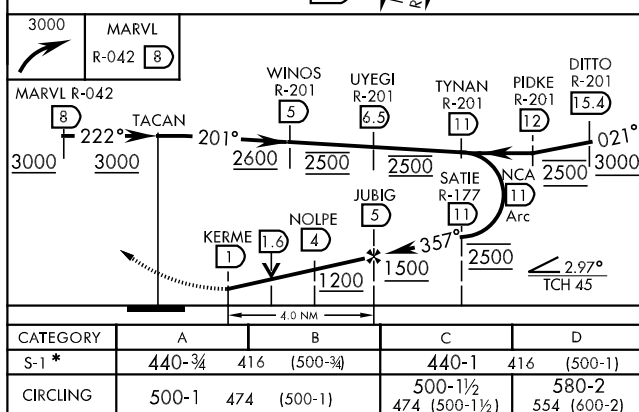 R
3000
MARVL
R-042 8
MARVL R-042
8
TACAN
222°
201°
3000
3000
WINOS
R-201
5
UYEGI
R-201
6.5
TYNAN
R-201
11
PIDKE
R-201
12
DITTO
R-201
15.4
021°
2600
2500
2500
2500
3000
SATIE
R-177
11
NCA
11
Arc
JUBIG
5
NOLPE
4
KERME
1
1.6
357°
2500
1200
1500
2.97°
TCH 45
4.0 NM
CATEGORY A B C D
S-1 * 440-¾ 416 (500-¾) 440-1 416 (500-1)
CIRCLING 500-1 474 (500-1) 500-1½ 474 (500-1½) 580-2 554 (600-2)